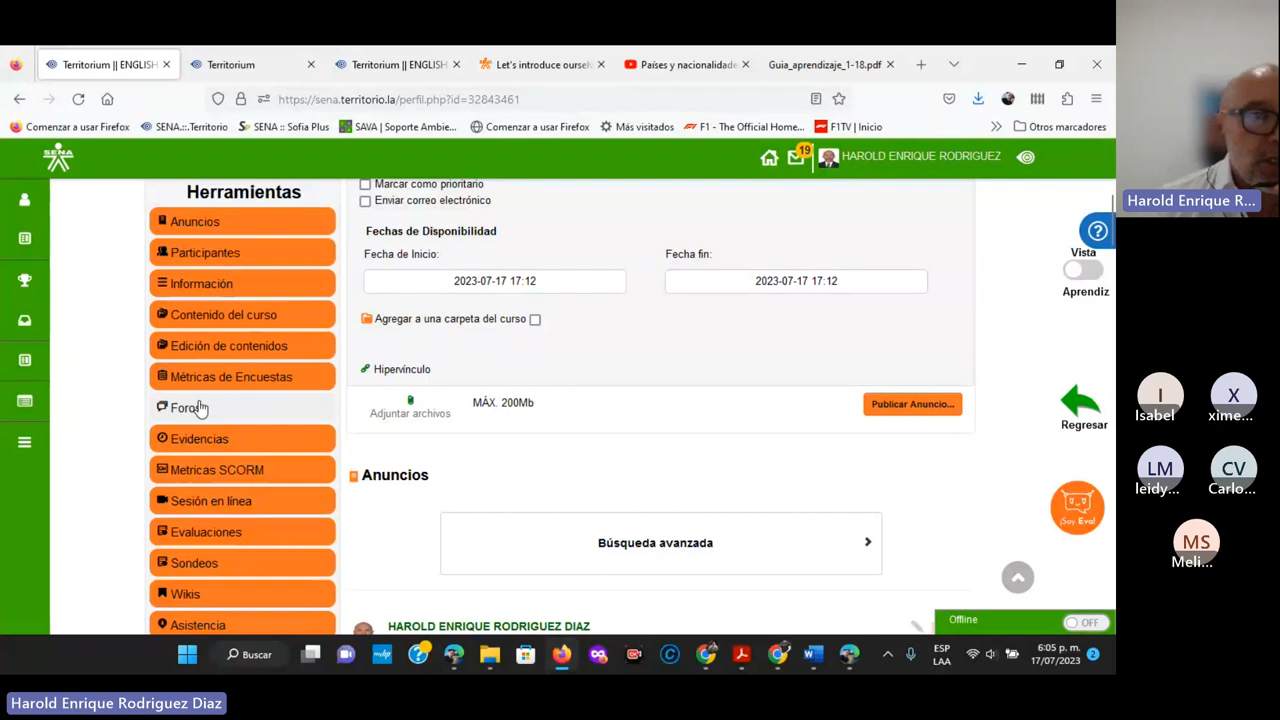 Territorium || ENGLISH
Territorium
Territorium || ENGLISH
Let's introduce ourselv
Países y nacionalidade
Guia_aprendizaje_1-18.pdf
https://sena.territorio.la/perfil.php?id=32843461
Comenzar a usar Firefox
SENA.::.Territorio
SENA :: Sofia Plus
SAVA | Soporte Ambie...
Comenzar a usar Firefox
Más visitados
F1 - The Official Home...
F1TV | Inicio
Otros marcadores
SENA
19
HAROLD ENRIQUE RODRIGUEZ
Herramientas
Anuncios
Participantes
Información
Contenido del curso
Edición de contenidos
Métricas de Encuestas
Foros
Evidencias
Metricas SCORM
Sesión en línea
Evaluaciones
Sondeos
Wikis
Asistencia
Marcar como prioritario
Enviar correo electrónico
Fechas de Disponibilidad
Fecha de Inicio:
Fecha fin:
2023-07-17 17:12
2023-07-17 17:12
Agregar a una carpeta del curso
Hipervínculo
Adjuntar archivos
MÁX. 200Mb
Publicar Anuncio...
Anuncios
Búsqueda avanzada
HAROLD ENRIQUE RODRIGUEZ DIAZ
Vista
Aprendiz
Regresar
¡Soy Eva!
Offline
OFF
Buscar
ESP
LAA
6:05 p. m.
17/07/2023
2
Harold Enrique R...
I
Isabel
X
xime...
LM
leidy...
CV
Carlo...
MS
Meli...
Harold Enrique Rodriguez Diaz